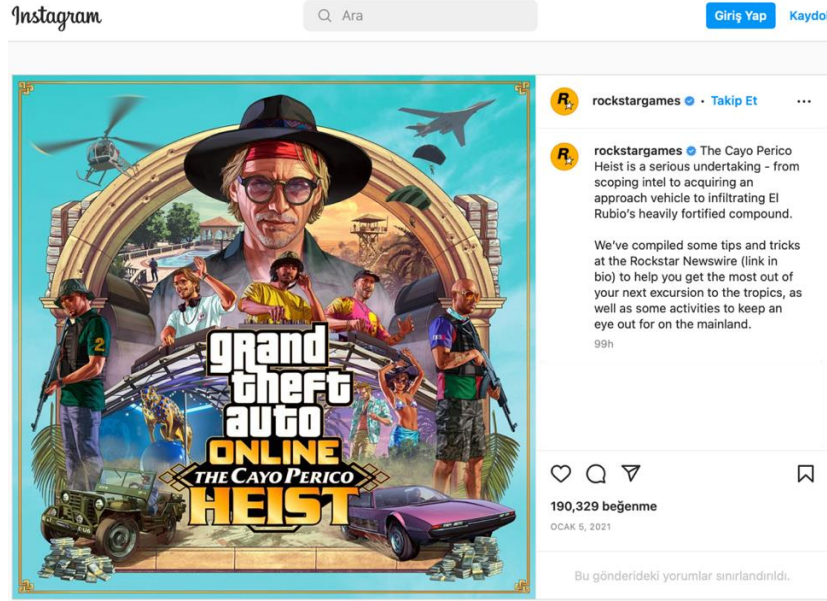 Instagram
Ara
Giriş Yap
Kaydol
rockstargames • Takip Et
rockstargames The Cayo Perico
Heist is a serious undertaking - from
scoping intel to acquiring an
approach vehicle to infiltrating El
Rubio's heavily fortified compound.
We've compiled some tips and tricks
at the Rockstar Newswire (link in
bio) to help you get the most out of
your next excursion to the tropics, as
well as some activities to keep an
eye out for on the mainland.
99h
grand
theft
auto
ONLINE
THE CAYO PERICO
HEIST
2
190,329 beğenme
OCAK 5, 2021
Bu gönderideki yorumlar sınırlandırıldı.